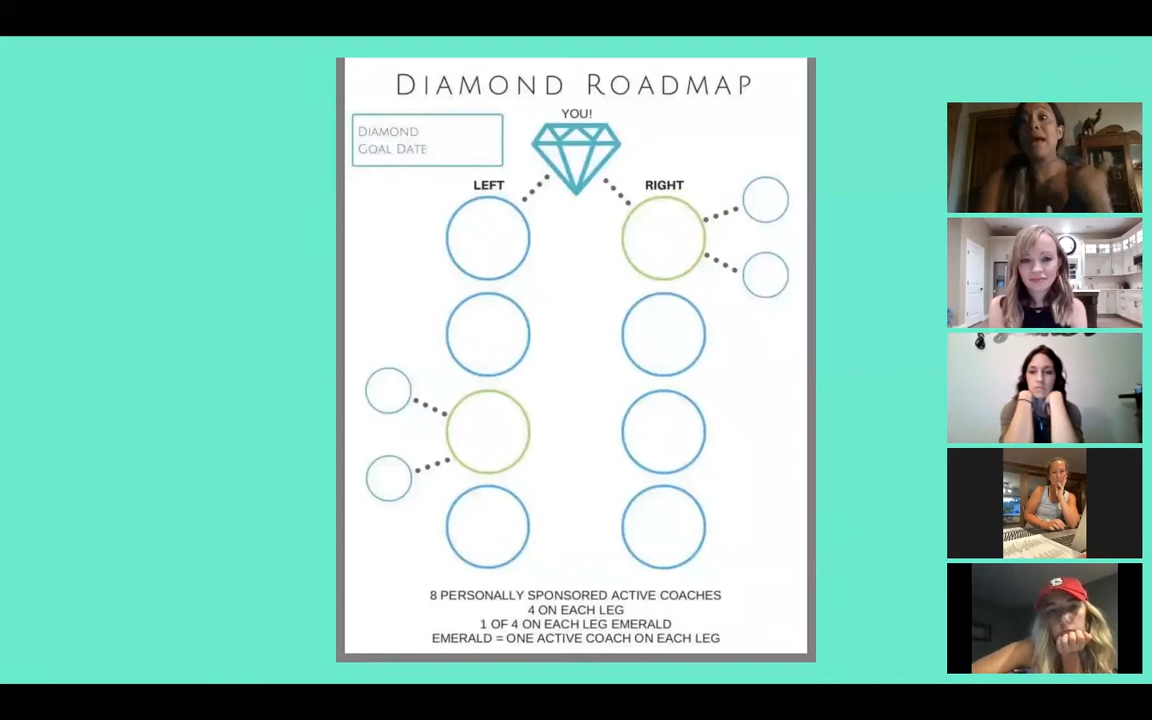 DIAMOND ROADMAP
YOU!
DIAMOND
GOAL DATE
LEFT
RIGHT
8 PERSONALLY SPONSORED ACTIVE COACHES
4 ON EACH LEG
1 OF 4 ON EACH LEG EMERALD
EMERALD = ONE ACTIVE COACH ON EACH LEG